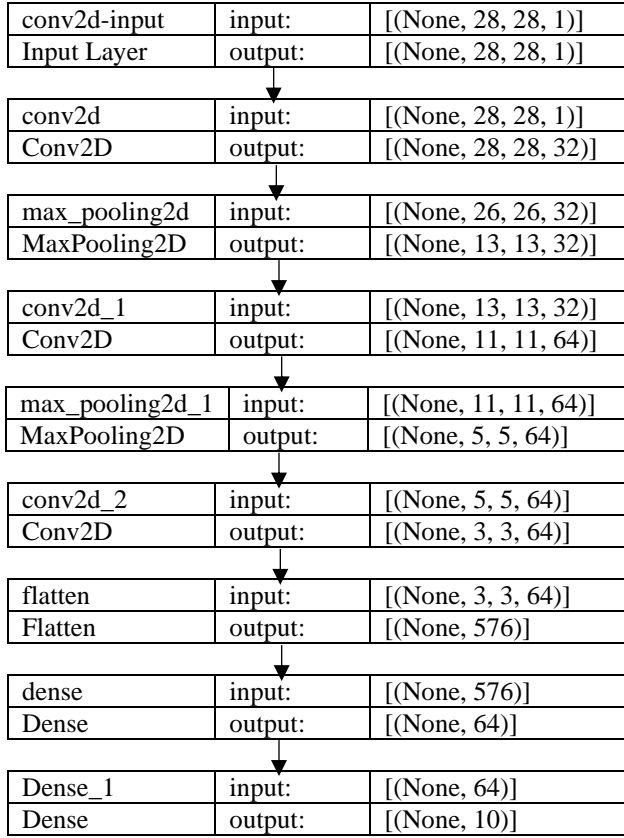 conv2d-input input: [(None, 28, 28, 1)]
Input Layer output: [(None, 28, 28, 1)]
conv2d input: [(None, 28, 28, 1)]
Conv2D output: [(None, 28, 28, 32)]
max_pooling2d input: [(None, 26, 26, 32)]
MaxPooling2D output: [(None, 13, 13, 32)]
conv2d_1 input: [(None, 13, 13, 32)]
Conv2D output: [(None, 11, 11, 64)]
max_pooling2d_1 input: [(None, 11, 11, 64)]
MaxPooling2D output: [(None, 5, 5, 64)]
conv2d_2 input: [(None, 5, 5, 64)]
Conv2D output: [(None, 3, 3, 64)]
flatten input: [(None, 3, 3, 64)]
Flatten output: [(None, 576)]
dense input: [(None, 576)]
Dense output: [(None, 64)]
Dense_1 input: [(None, 64)]
Dense output: [(None, 10)]